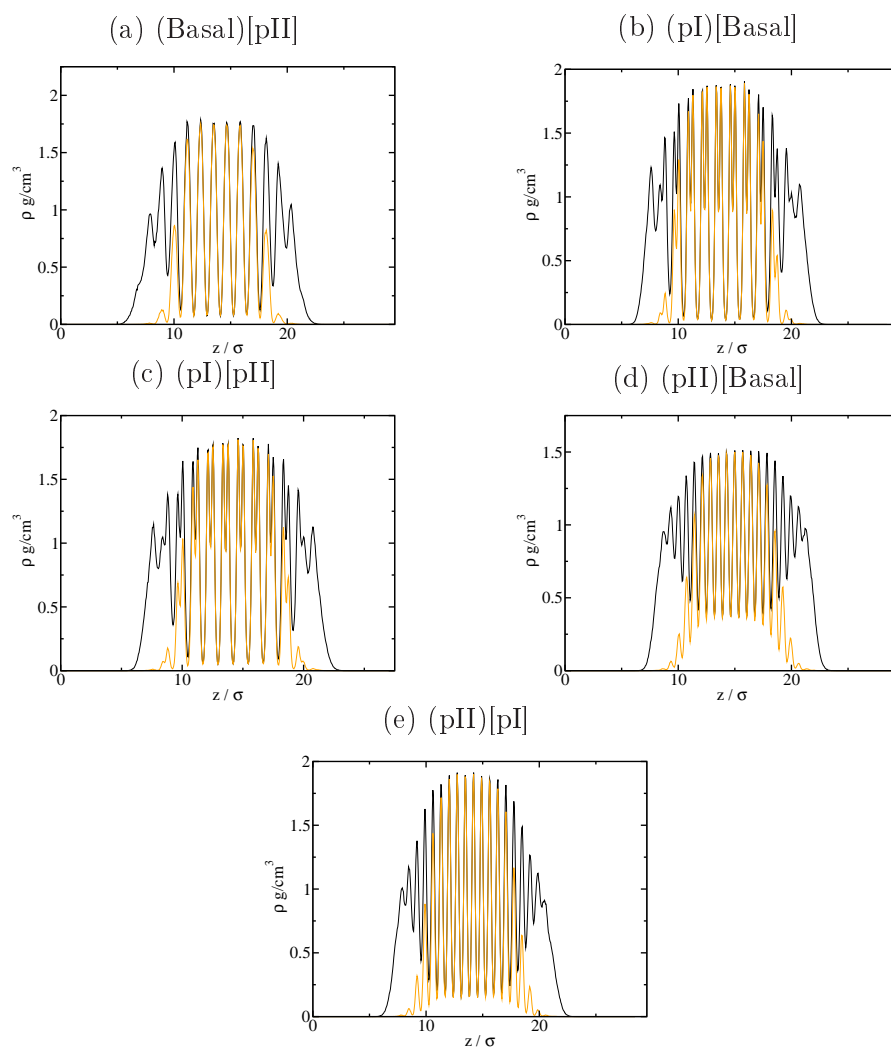 (a) (Basal)[pII]
ρ g/cm³
2
1.5
1
0.5
0
0 10 20
z / σ
(b) (pI)[Basal]
ρ g/cm³
2
1.5
1
0.5
0
0 10 20
z / σ
(c) (pI)[pII]
ρ g/cm³
2
1.5
1
0.5
0
0 10 20
z / σ
(d) (pII)[Basal]
ρ g/cm³
1.5
1
0.5
0
0 10 20
z / σ
(e) (pII)[pI]
ρ g/cm³
2
1.5
1
0.5
0
0 10 20
z / σ